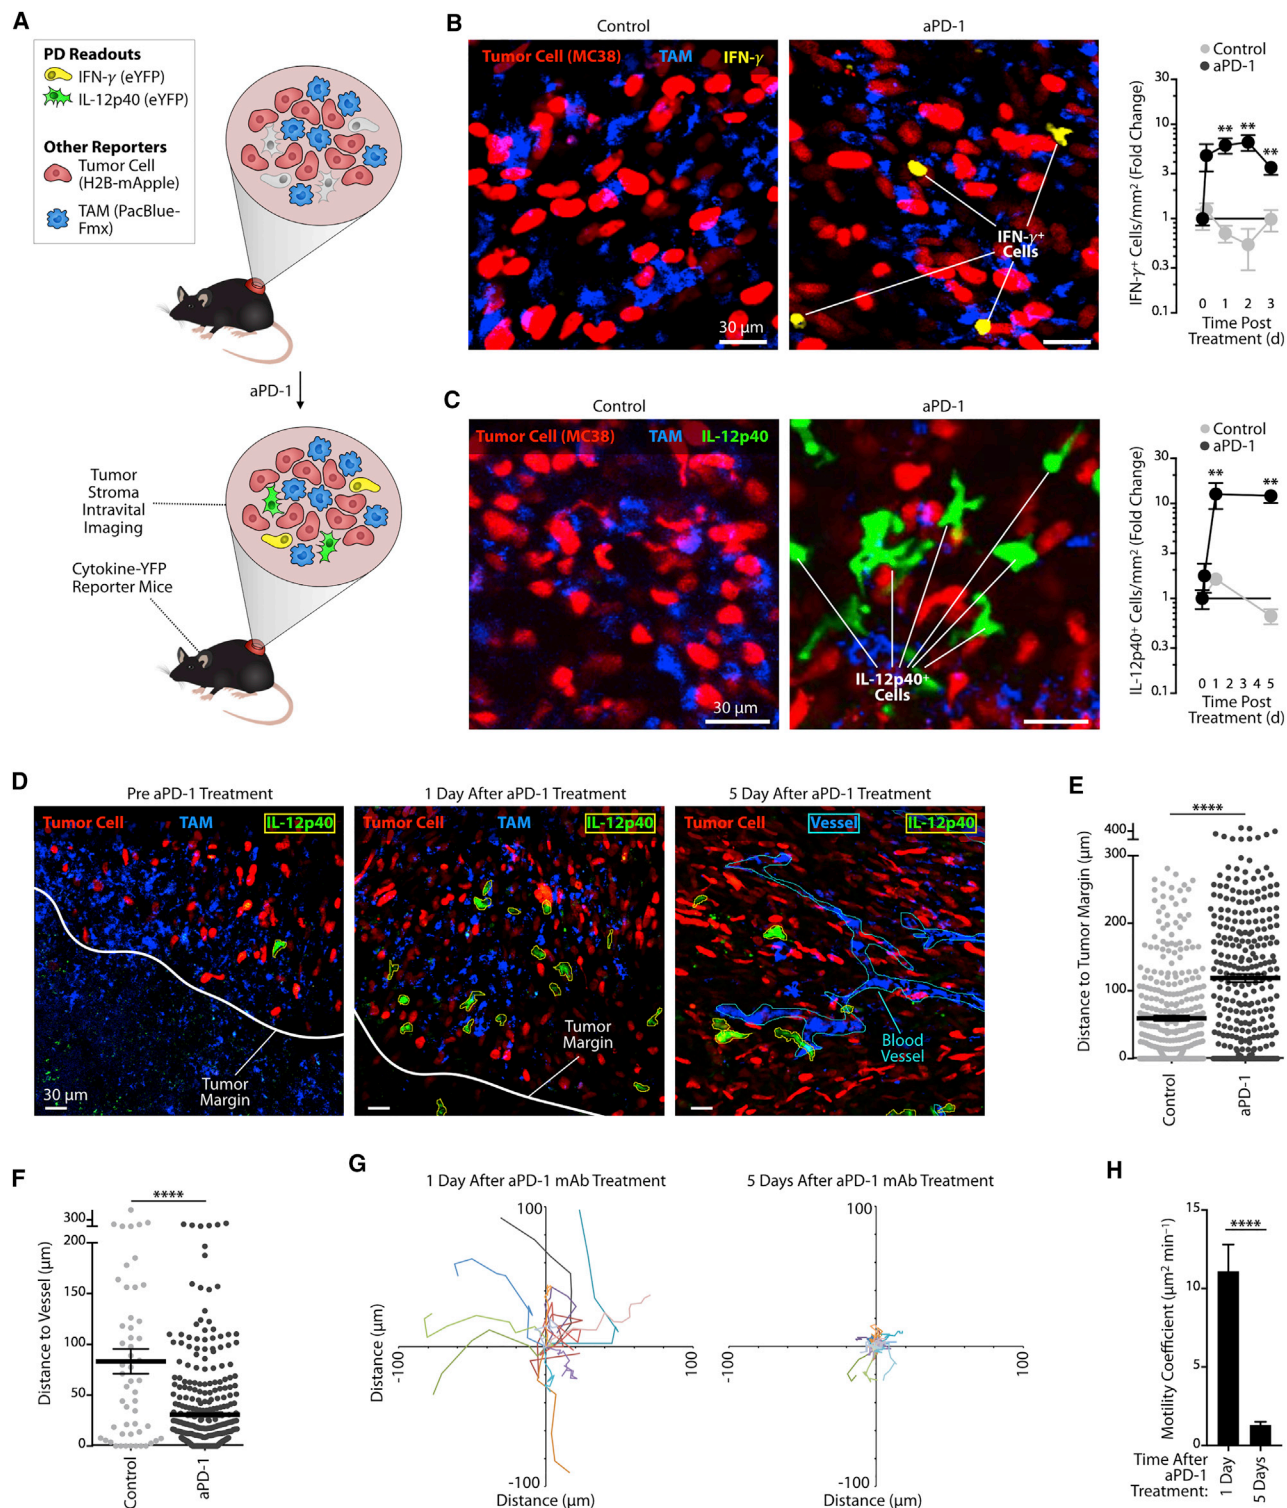 A
PD Readouts
IFN-γ (eYFP)
IL-12p40 (eYFP)
Other Reporters
Tumor Cell
(H2B-mApple)
TAM (PacBlue-
Fmx)
aPD-1
Tumor
Stroma
Intravital
Imaging
Cytokine-YFP
Reporter Mice
B
Control
aPD-1
Tumor Cell (MC38) TAM IFN-γ
IFN-γ+
Cells
30 µm
Control
aPD-1
IFN-γ+ Cells/mm² (Fold Change)
30
10
3
1
0.3
0.1
** ** **
0 1 2 3
Time Post
Treatment (d)
C
Control
aPD-1
Tumor Cell (MC38) TAM IL-12p40
IL-12p40+
Cells
30 µm
Control
aPD-1
IL-12p40+ Cells/mm² (Fold Change)
30
10
3
1
0.3
0.1
** **
0 1 2 3 4 5
Time Post
Treatment (d)
D
Pre aPD-1 Treatment
1 Day After aPD-1 Treatment
5 Day After aPD-1 Treatment
Tumor Cell TAM IL-12p40
Tumor
Margin
30 µm
Tumor Cell TAM IL-12p40
Tumor
Margin
Tumor Cell Vessel IL-12p40
Blood
Vessel
E
****
Distance to Tumor Margin (µm)
400
300
200
100
0
Control
aPD-1
F
****
Distance to Vessel (µm)
300
200
150
100
50
0
Control
aPD-1
G
1 Day After aPD-1 mAb Treatment
100
Distance (µm)
-100
100
-100
Distance (µm)
5 Days After aPD-1 mAb Treatment
100
-100
100
-100
Distance (µm)
H
****
Motility Coefficient (µm² min⁻¹)
15
10
5
0
Time After
aPD-1
Treatment:
1 Day
5 Days